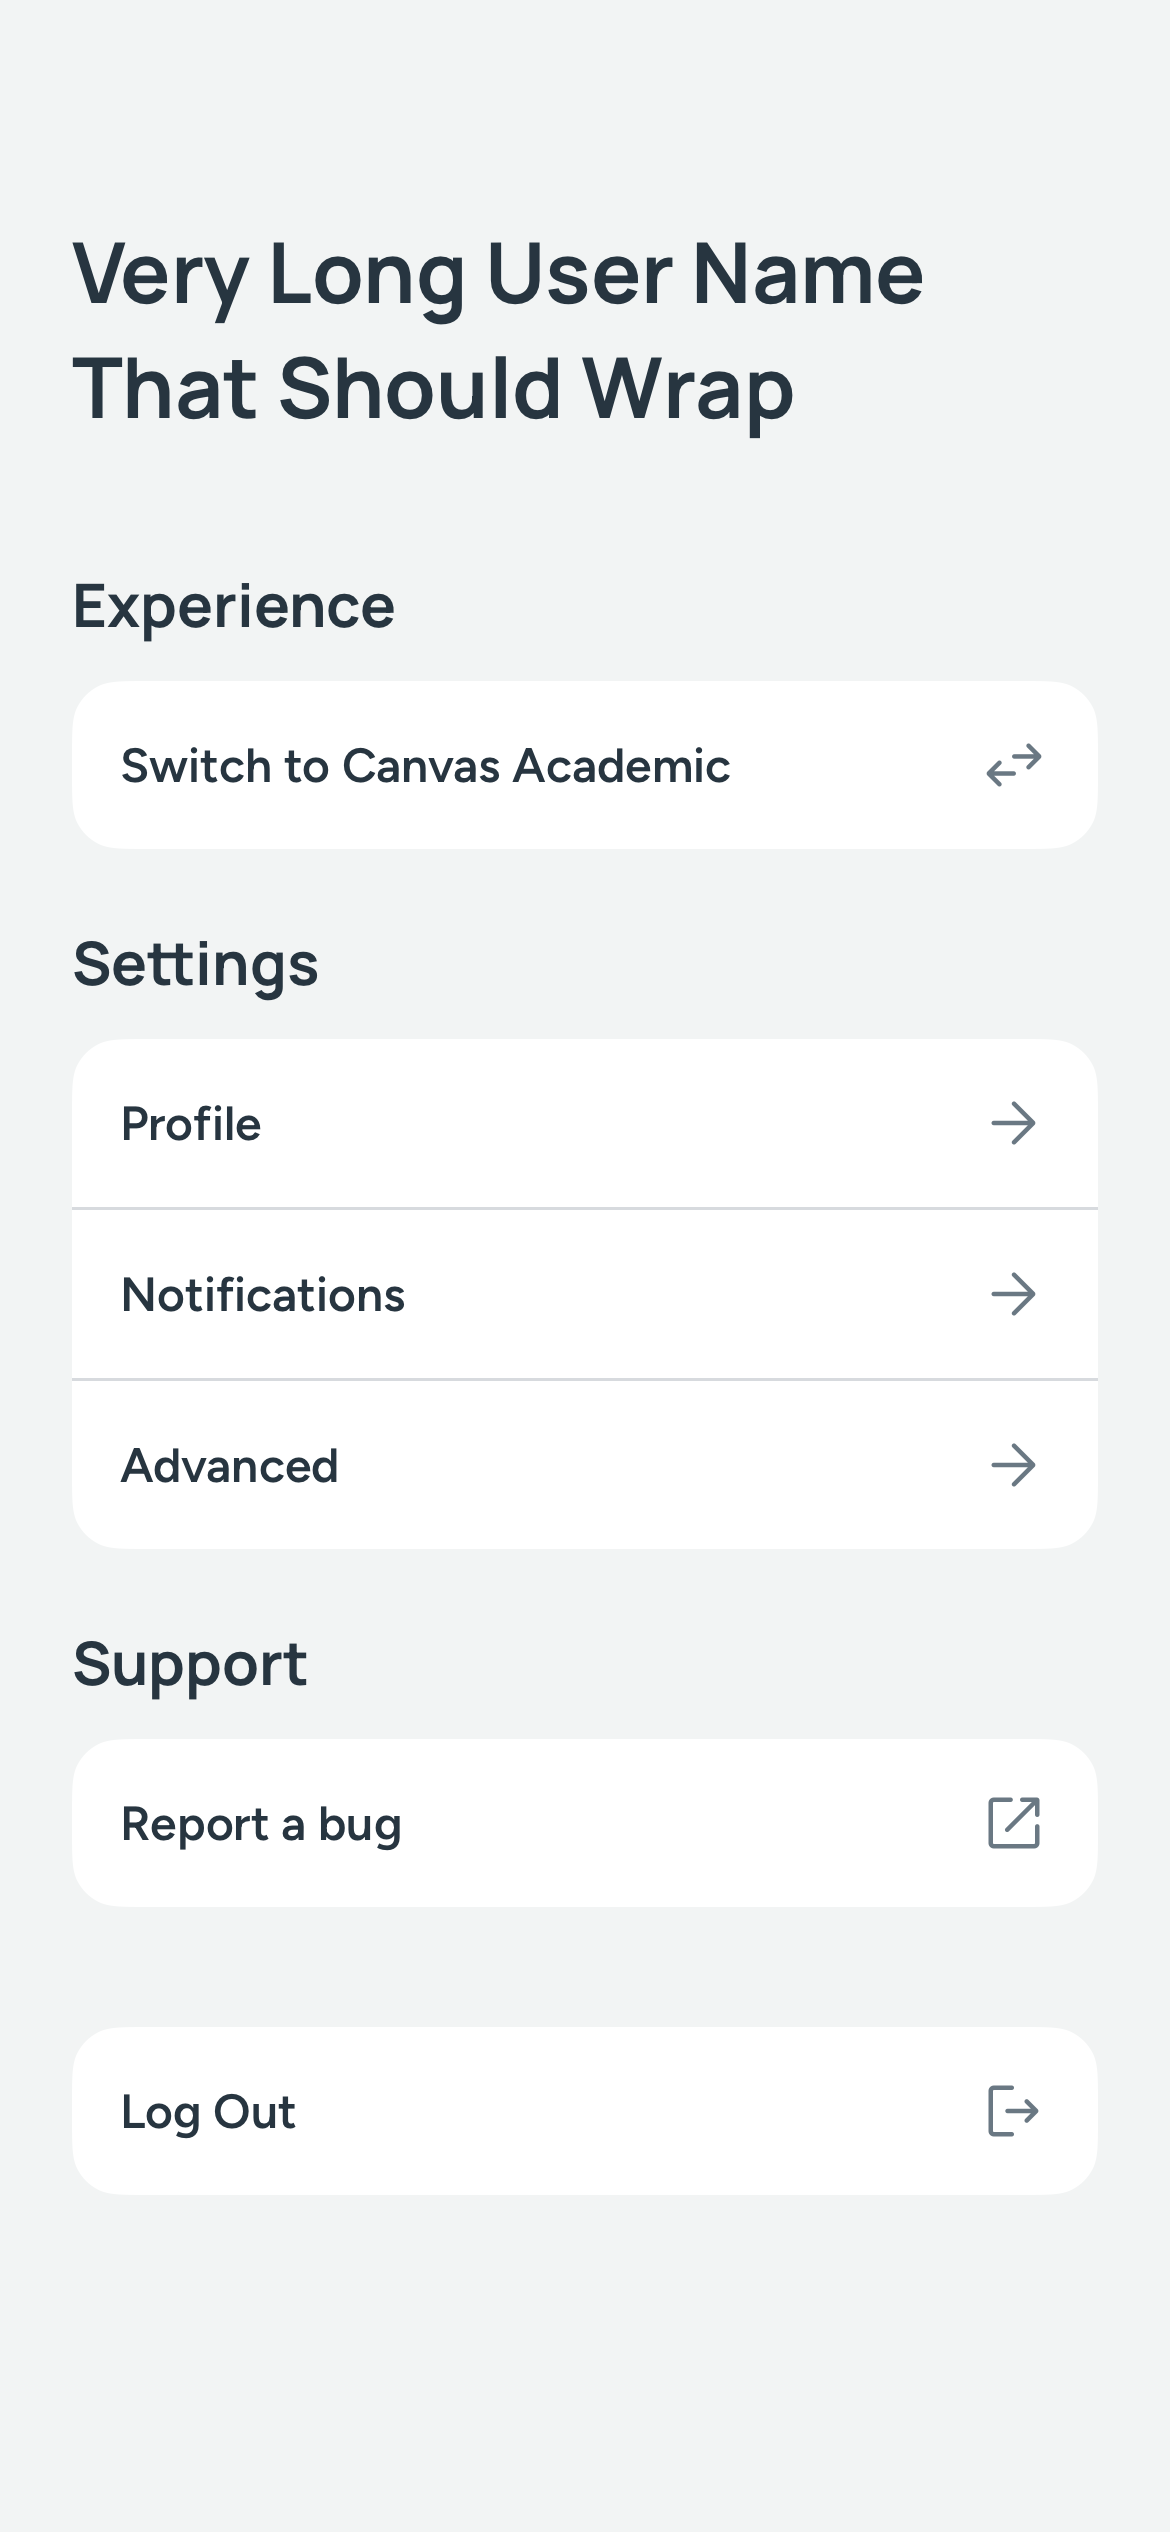 Very Long User Name
That Should Wrap
Experience
Switch to Canvas Academic
Settings
Profile
Notifications
Advanced
Support
Report a bug
Log Out